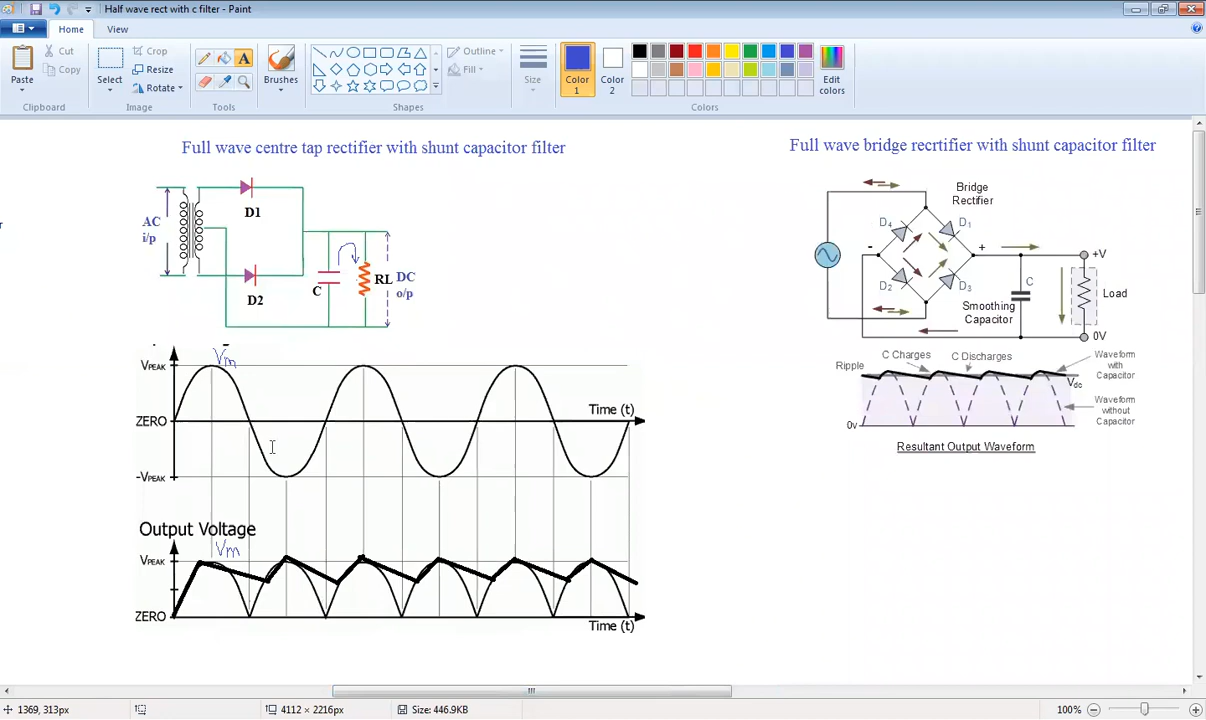 Half wave rect with c filter - Paint
Home
View
Paste
Cut
Copy
Clipboard
Select
Crop
Resize
Rotate
Image
Tools
Brushes
Outline
Fill
Shapes
Size
Color
1
Color
2
Edit
colors
Colors
Full wave centre tap rectifier with shunt capacitor filter
AC
i/p
D1
D2
C
RL
DC
o/p
Vm
VPEAK
ZERO
-VPEAK
Time (t)
Output Voltage
Vm
VPEAK
ZERO
Time (t)
Full wave bridge recrtifier with shunt capacitor filter
Bridge
Rectifier
D4
D1
D2
D3
-
+
+V
C
Load
Smoothing
Capacitor
0V
Ripple
C Charges
C Discharges
Waveform
with
Capacitor
Vdc
Waveform
without
Capacitor
0v
Resultant Output Waveform
1369, 313px
4112 × 2216px
Size: 446.9KB
100%